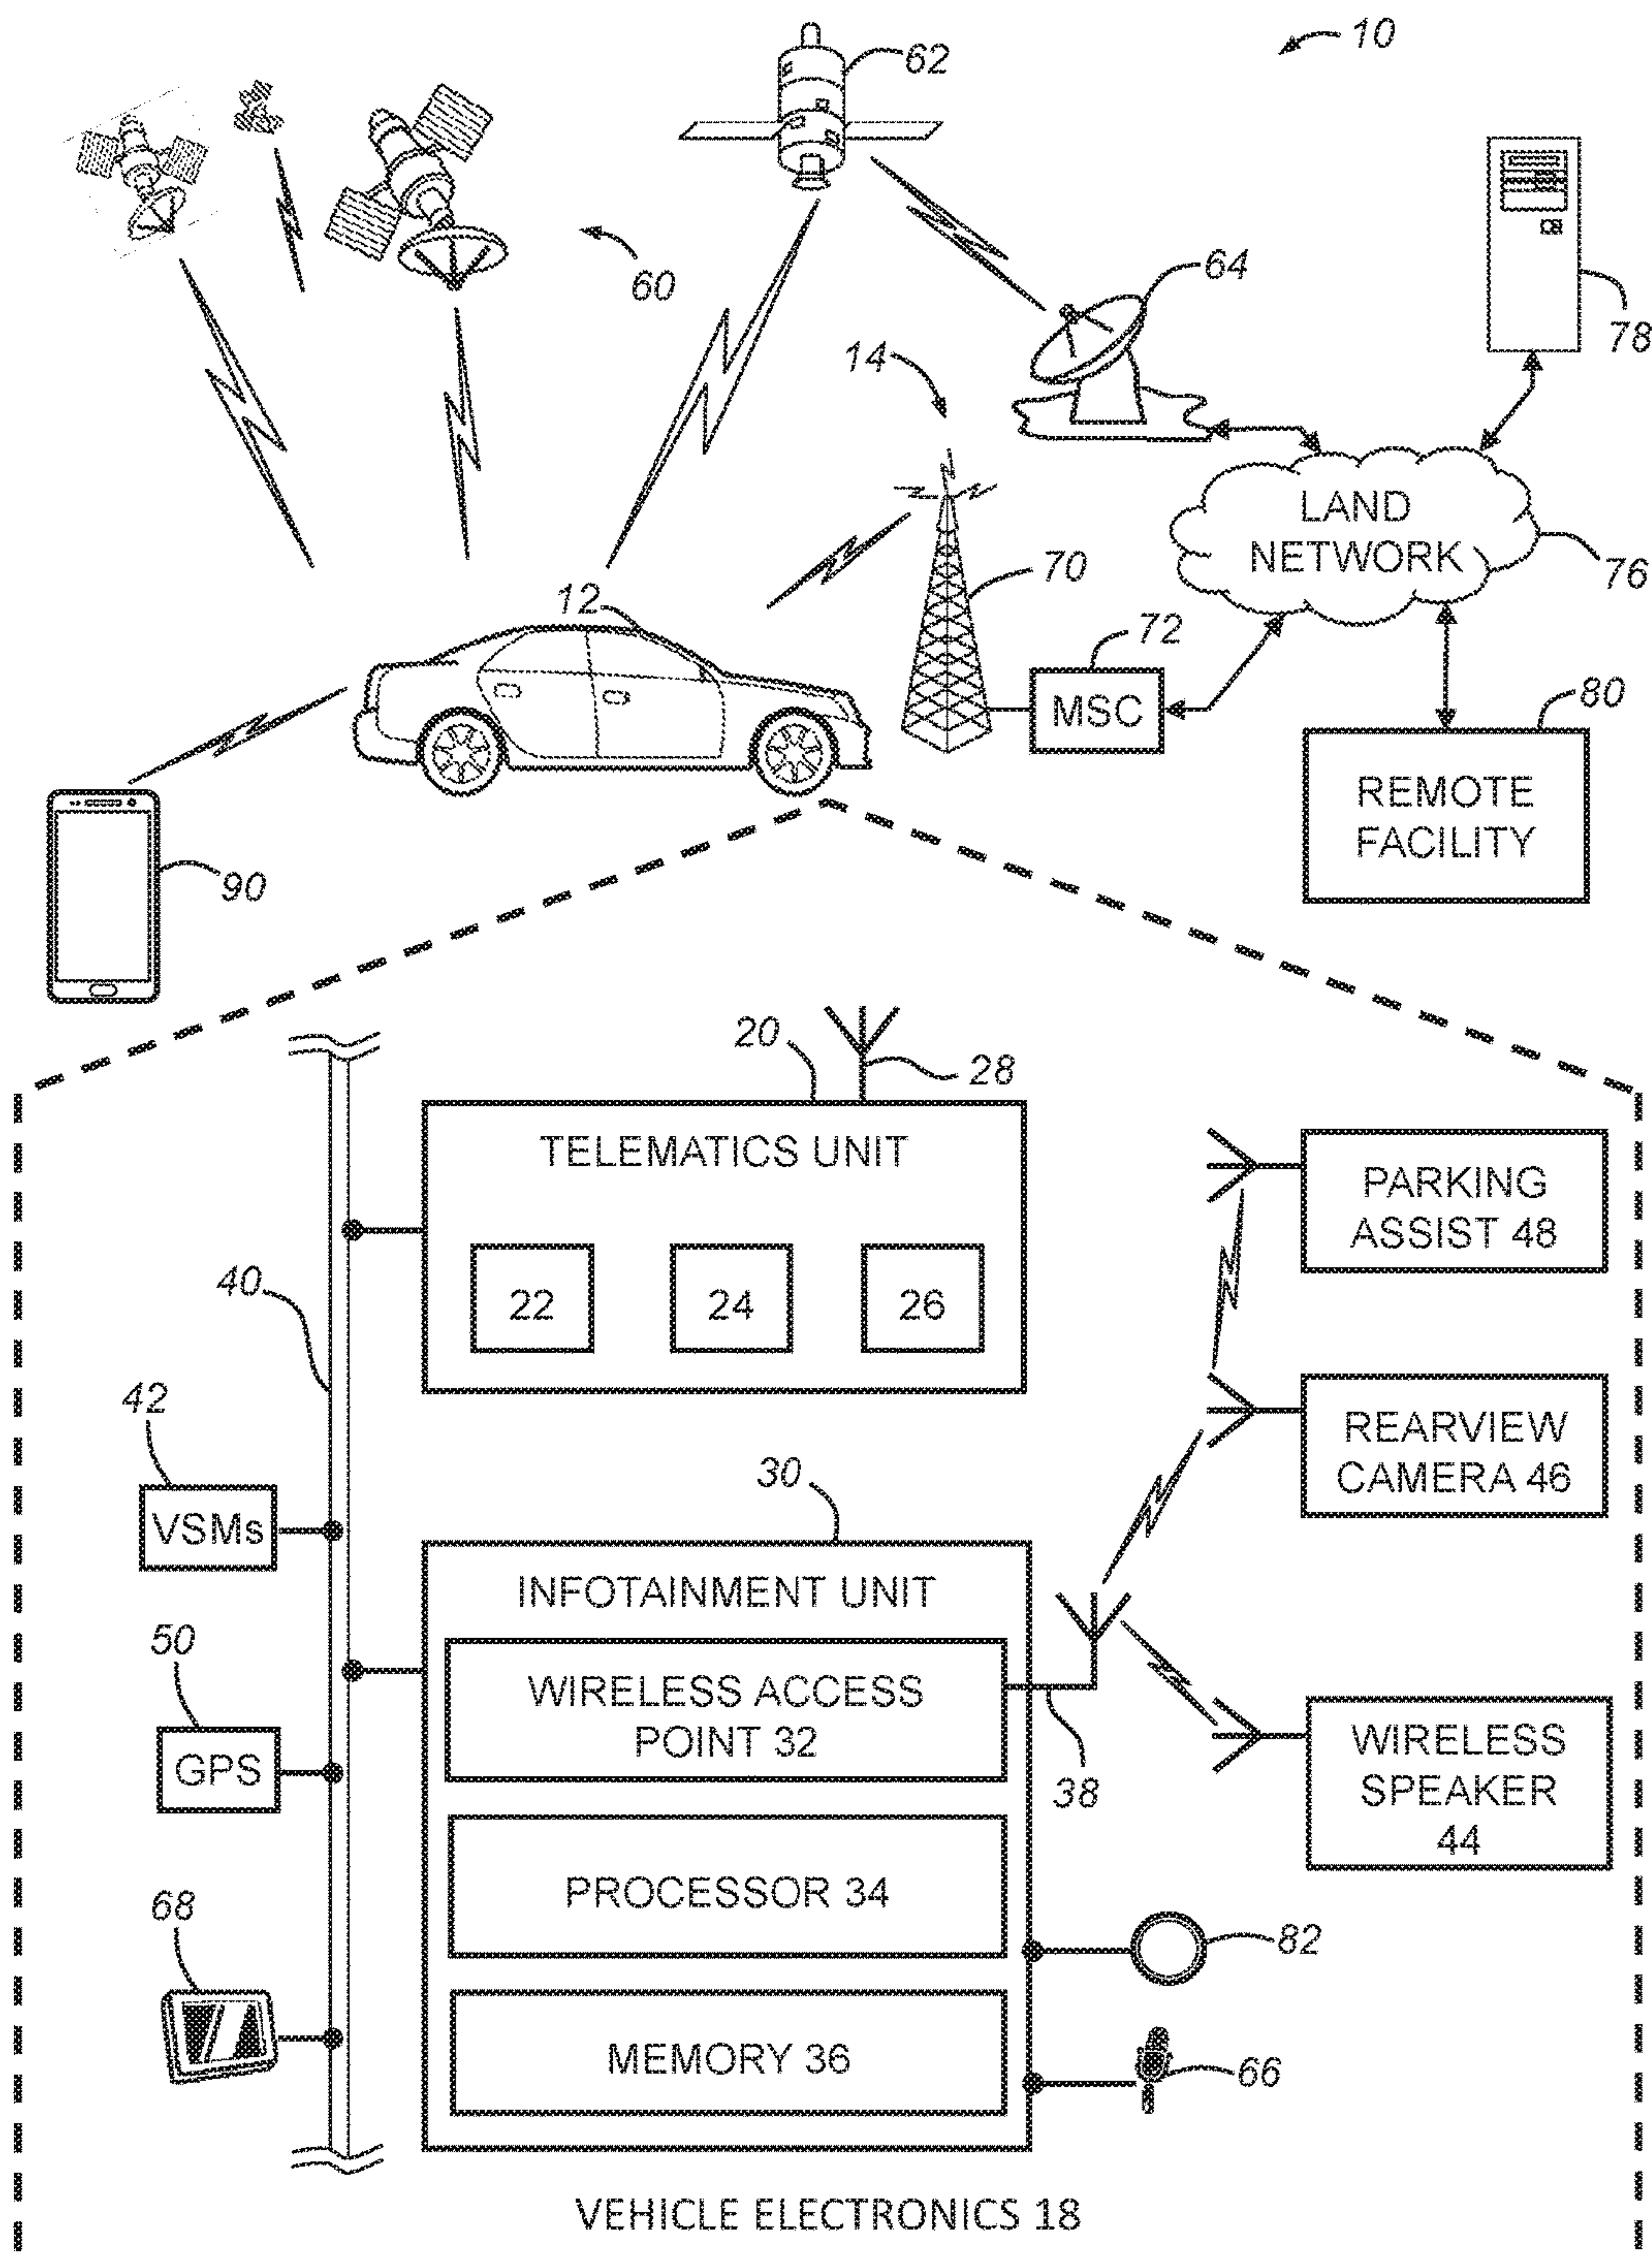 10
62
60
64
78
14
LAND
NETWORK
76
70
12
72
MSC
80
REMOTE
FACILITY
90
20
28
TELEMATICS UNIT
22
24
26
PARKING
ASSIST 48
40
REARVIEW
CAMERA 46
42
VSMs
30
INFOTAINMENT UNIT
WIRELESS ACCESS
POINT 32
38
50
GPS
WIRELESS
SPEAKER
44
PROCESSOR 34
68
82
MEMORY 36
66
VEHICLE ELECTRONICS 18